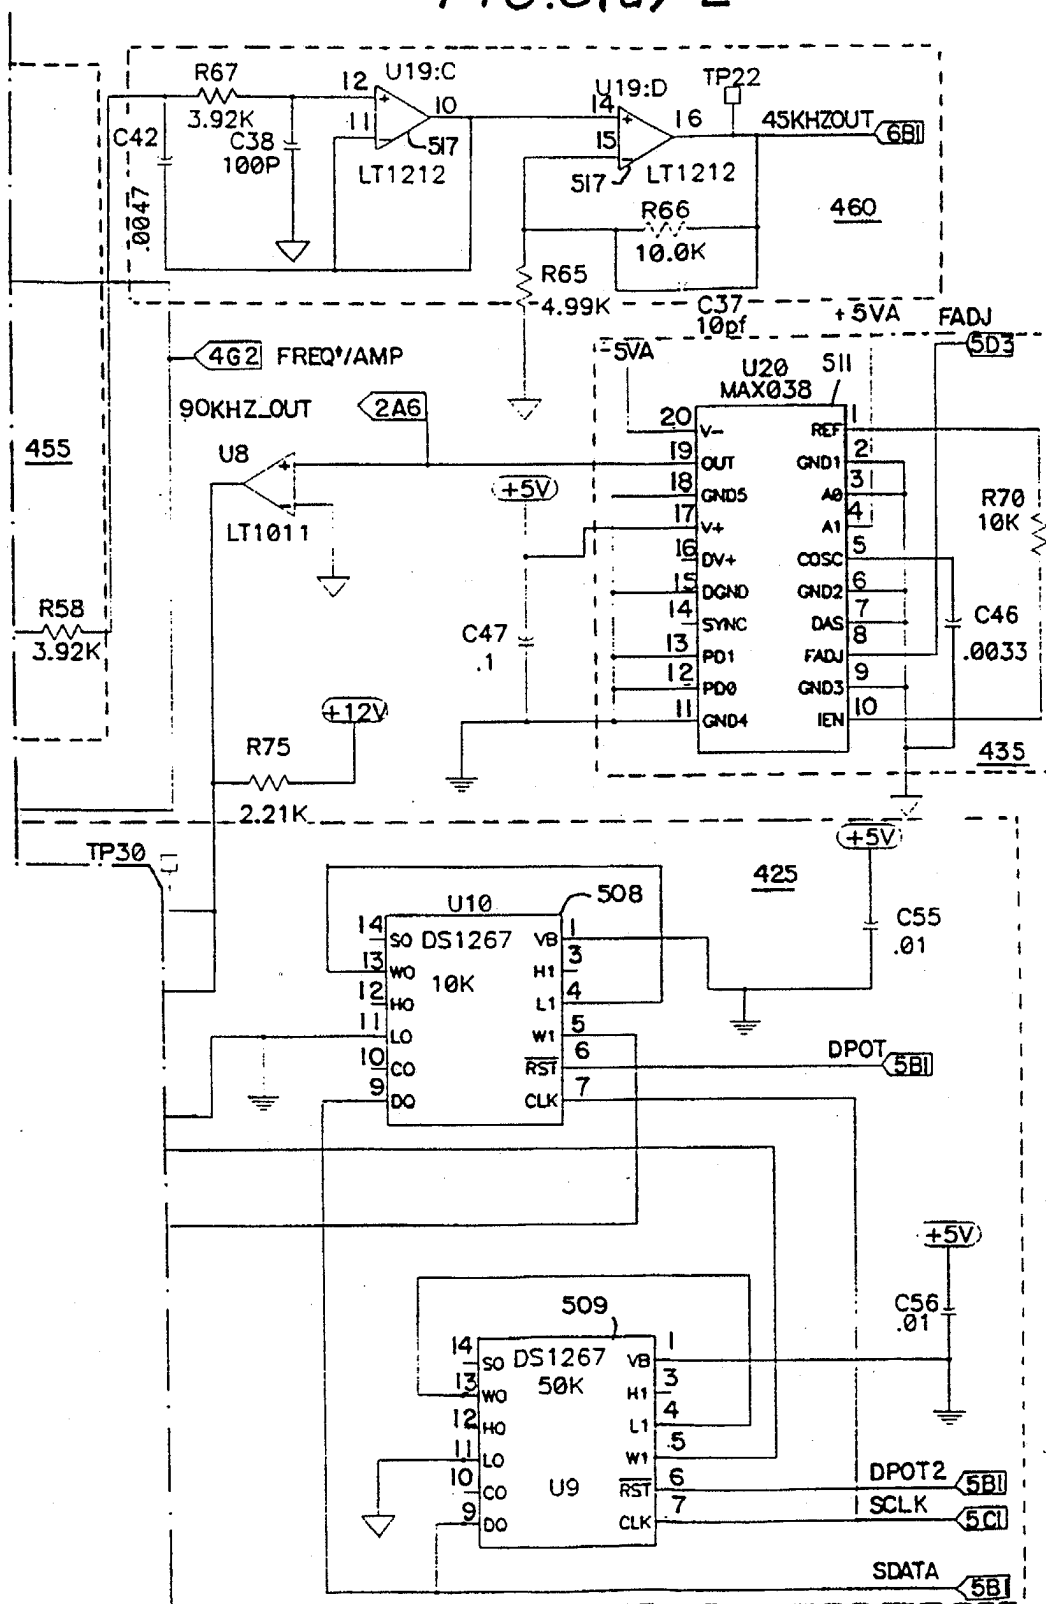 R67
3.92K
C42
.0047
C38
100P
12
11
U19:C
10
517
LT1212
14
15
U19:D
16
517
LT1212
TP22
45KHZOUT
6B1
460
R66
10.0K
R65
4.99K
C37
10pf
+5VA
FADJ
5D3
4G2
FREQ'/AMP
90KHZ_OUT
2A6
455
U8
LT1011
-5VA
U20
MAX038
511
+5V
20 V- REF 1
19 OUT GND1 2
18 GND5 A0 3
17 V+ A1 4
16 DV+ COSC 5
15 DGND GND2 6
14 SYNC DAS 7
13 PD1 FADJ 8
12 PD0 GND3 9
11 GND4 IEN 10
R70
10K
C46
.0033
C47
.1
R58
3.92K
+12V
R75
2.21K
435
TP30
425
+5V
C55
.01
U10
508
DS1267
10K
14 SO VB 1
13 WO H1 3
12 HO L1 4
11 LO W1 5
10 CO RST 6
9 DQ CLK 7
DPOT
5B1
+5V
C56
.01
509
DS1267
50K
14 SO VB 1
13 WO H1 3
12 HO L1 4
11 LO W1 5
10 CO RST 6
9 DQ CLK 7
U9
DPOT2
5B1
SCLK
5C1
SDATA
5B1